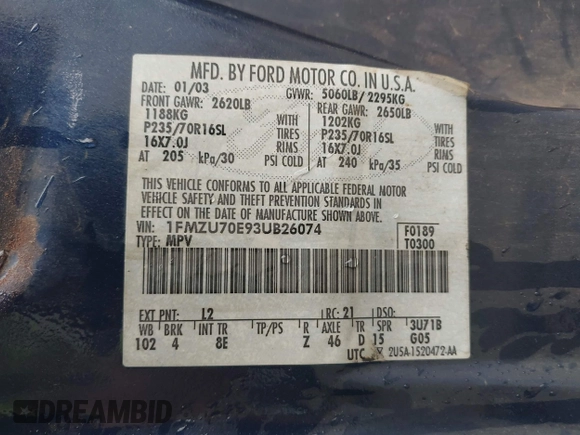 MFD. BY FORD MOTOR CO. IN U.S.A.
DATE: 01/03 GVWR: 5060LB/ 2295KG
FRONT GAWR: 2620LB REAR GAWR: 2650LB
1188KG WITH 1202KG WITH
P235/70R16SL TIRES P235/70R16SL TIRES
16X7.0J RIMS 16X7.0J RIMS
AT 205 kPa/30 PSI COLD AT 240 kPa/35 PSI COLD
THIS VEHICLE CONFORMS TO ALL APPLICABLE FEDERAL MOTOR
VEHICLE SAFETY AND THEFT PREVENTION STANDARDS IN
EFFECT ON THE DATE OF MANUFACTURE SHOWN ABOVE.
VIN: 1FMZU70E93UB26074 F0189
TYPE: MPV T0300
EXT PNT: L2 RC: 21 DSO:
WB BRK INT TR TP/PS R AXLE TR SPR 3U71B
102 4 8E Z 46 D 15 G05
UTC 2USA-1520472-AA
DREAMBID